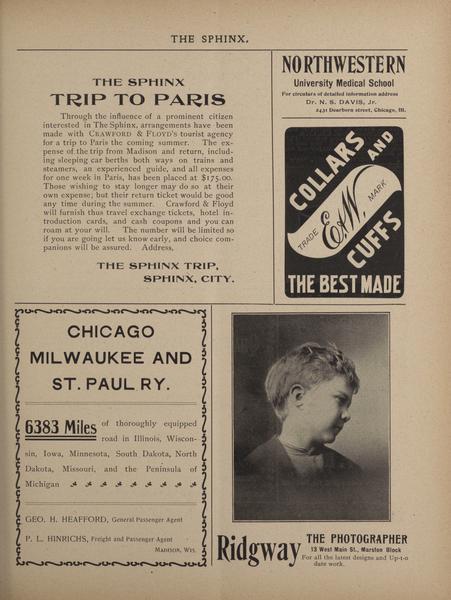 THE SPHINX.
THE SPHINX
TRIP TO PARIS
Through the influence of a prominent citizen
interested in The Sphinx, arrangements have been
made with CRAWFORD & FLOYD'S tourist agency
for a trip to Paris the coming summer. The ex-
pense of the trip from Madison and return, includ-
ing sleeping car berths both ways on trains and
steamers, an experienced guide, and all expenses
for one week in Paris, has been placed at $175.00.
Those wishing to stay longer may do so at their
own expense; but their return ticket would be good
any time during the summer. Crawford & Floyd
will furnish thus travel exchange tickets, hotel in-
troduction cards, and cash coupons and you can
roam at your will. The number will be limited so
if you are going let us know early, and choice com-
panions will be assured. Address,
THE SPHINX TRIP,
SPHINX, CITY.
NORTHWESTERN
University Medical School
For circulars of detailed information address
Dr. N. S. DAVIS, Jr.
2431 Dearborn street, Chicago, Ill.
COLLARS
AND
TRADE E & W. MARK
CUFFS
THE BEST MADE
CHICAGO
MILWAUKEE AND
ST. PAUL RY.
6383 Miles of thoroughly equipped
road in Illinois, Wiscon-
sin, Iowa, Minnesota, South Dakota, North
Dakota, Missouri, and the Peninsula of
Michigan
GEO. H. HEAFFORD, General Passenger Agent
P. L. HINRICHS, Freight and Passenger Agent
MADISON, WIS.
Ridgway THE PHOTOGRAPHER
13 West Main St., Marston Block
For all the latest designs and Up-t-o
date work.